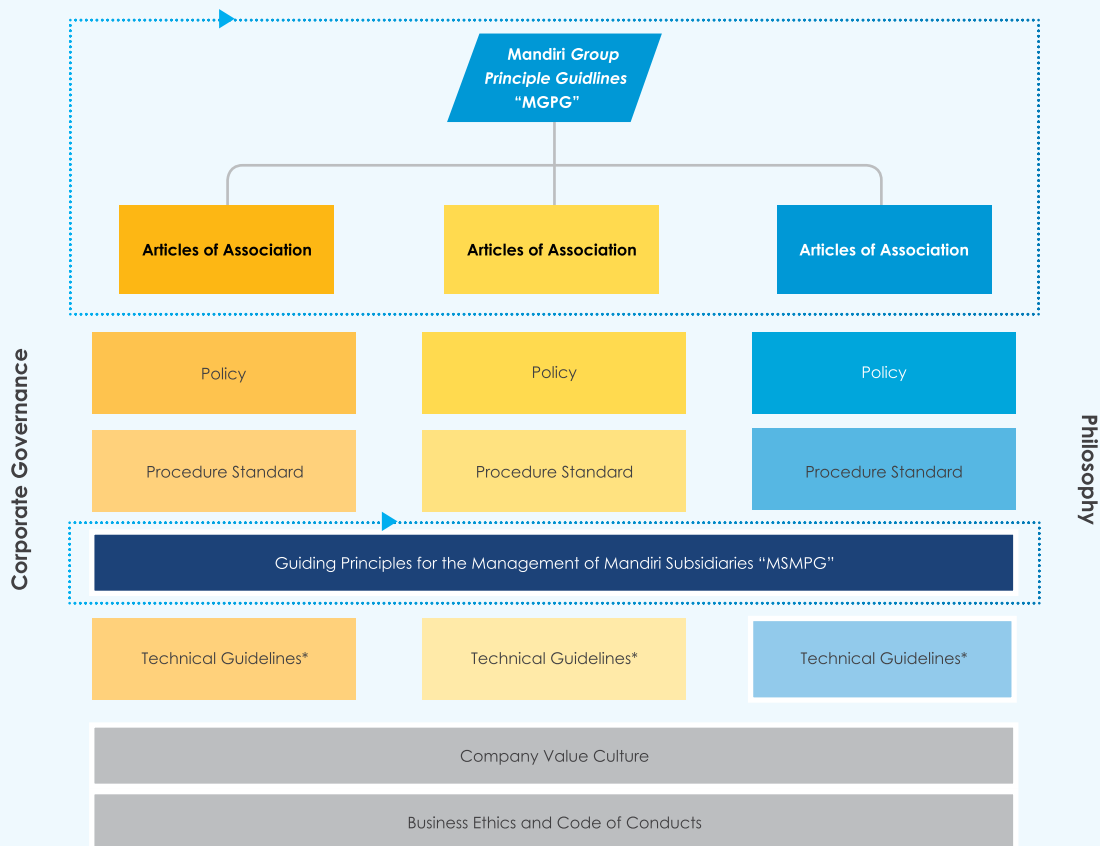 Mandiri Group
Principle Guidlines
“MGPG”
Articles of Association
Articles of Association
Articles of Association
Policy
Policy
Policy
Corporate Governance
Philosophy
Procedure Standard
Procedure Standard
Procedure Standard
Guiding Principles for the Management of Mandiri Subsidiaries “MSMPG”
Technical Guidelines*
Technical Guidelines*
Technical Guidelines*
Company Value Culture
Business Ethics and Code of Conducts